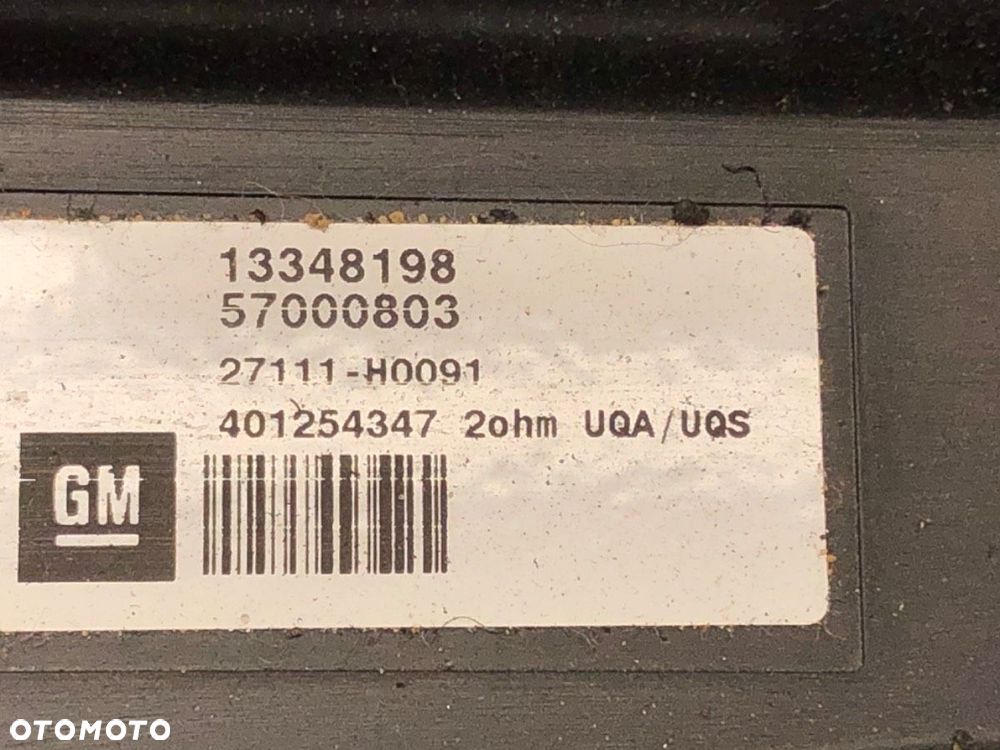 13348198
57000803
27111-H0091
401254347 2ohm UQA/UQS
GM
OTOMOTO